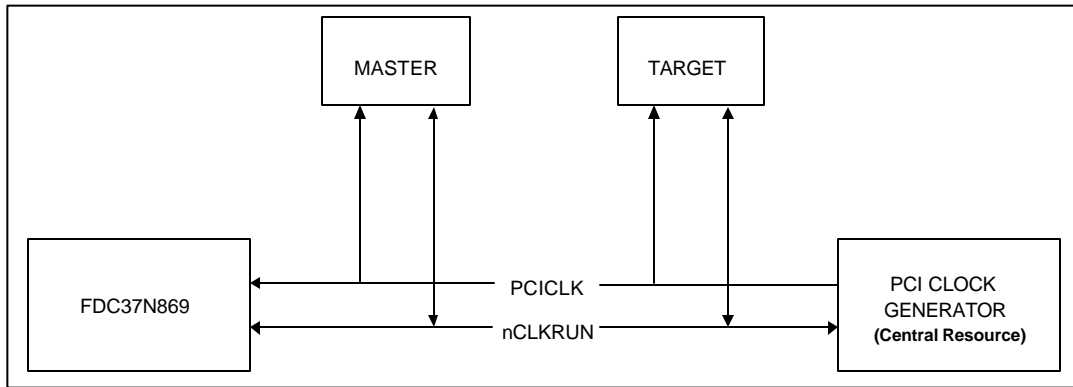 MASTER
TARGET
FDC37N869
PCICLK
nCLKRUN
PCI CLOCK
GENERATOR
(Central Resource)